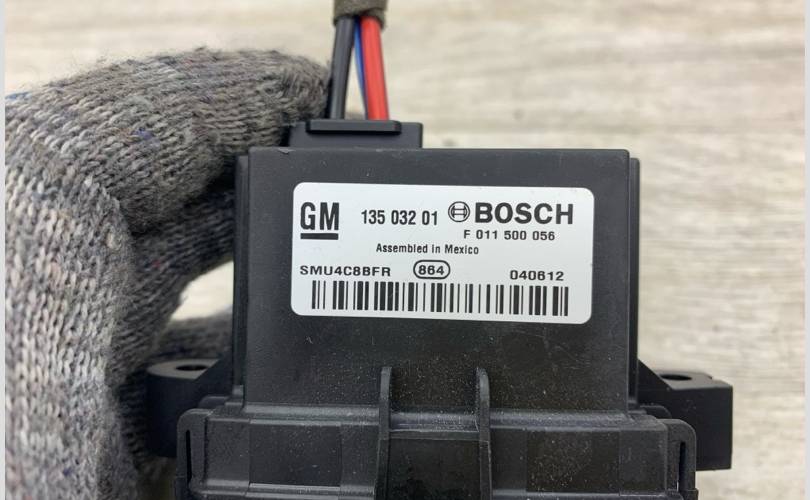 GM 135 032 01 BOSCH
F 011 500 056
Assembled in Mexico
SMU4C8BFR 864 040612